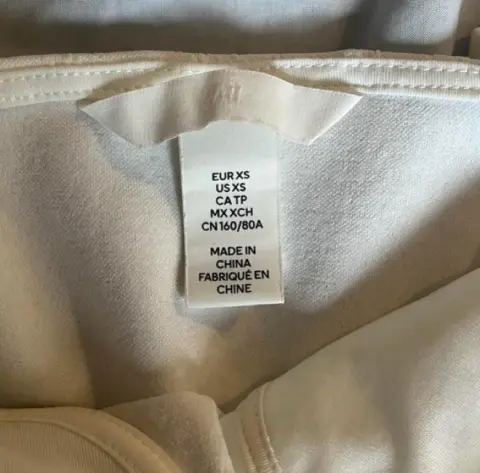 EUR XS
US XS
CA TP
MX XCH
CN 160/80A
MADE IN
CHINA
FABRIQUÉ EN
CHINE